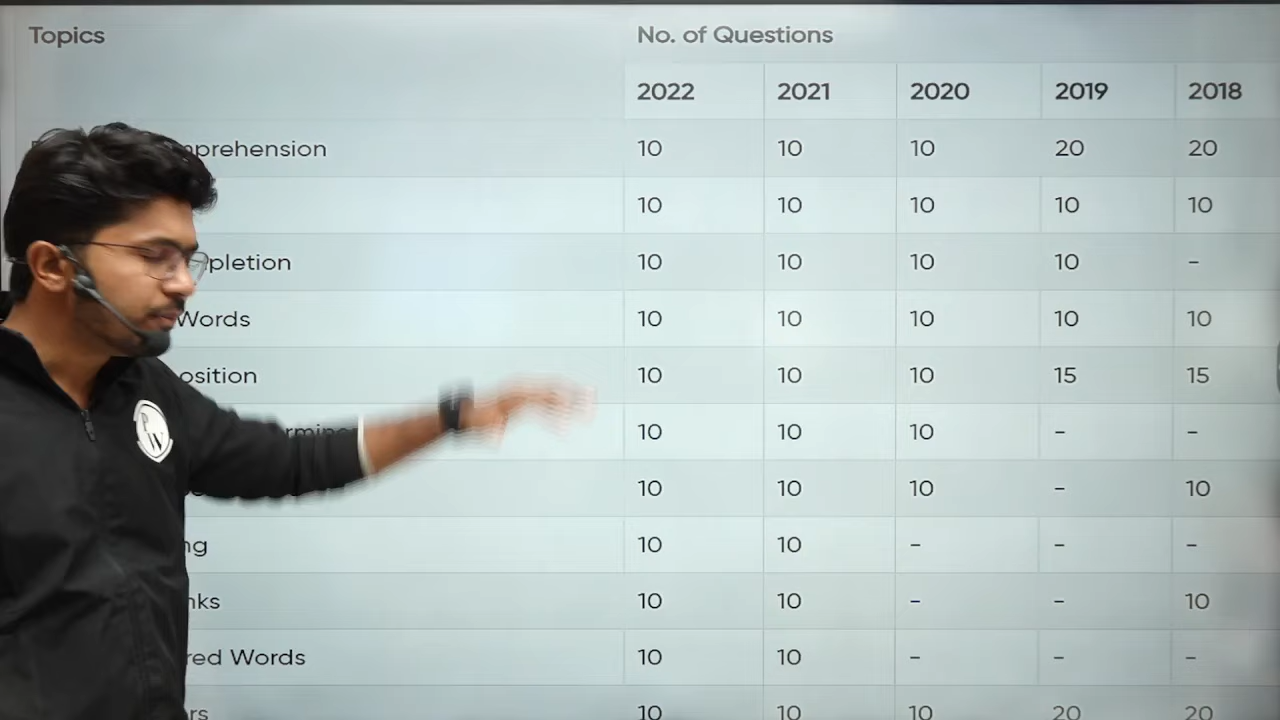 Topics No. of Questions
2022 2021 2020 2019 2018
prehension 10 10 10 20 20
10 10 10 10 10
pletion 10 10 10 10 -
Words 10 10 10 10 10
osition 10 10 10 15 15
10 10 10 - -
10 10 10 - 10
ng 10 10 - - -
nks 10 10 - - 10
red Words 10 10 - - -
rs 10 10 10 20 20
PW